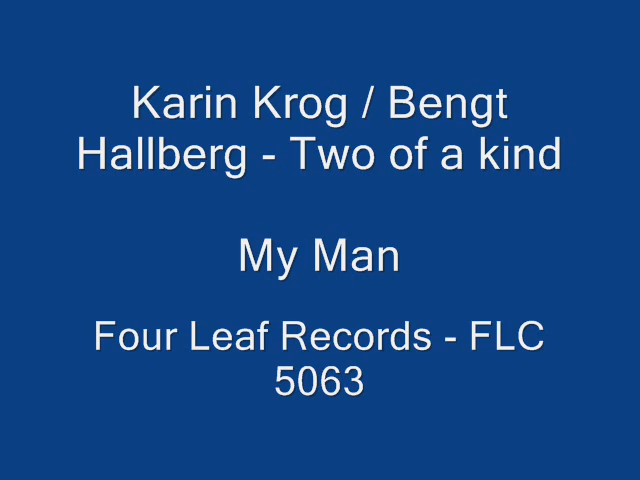 Karin Krog / Bengt
Hallberg - Two of a kind
My Man
Four Leaf Records - FLC
5063